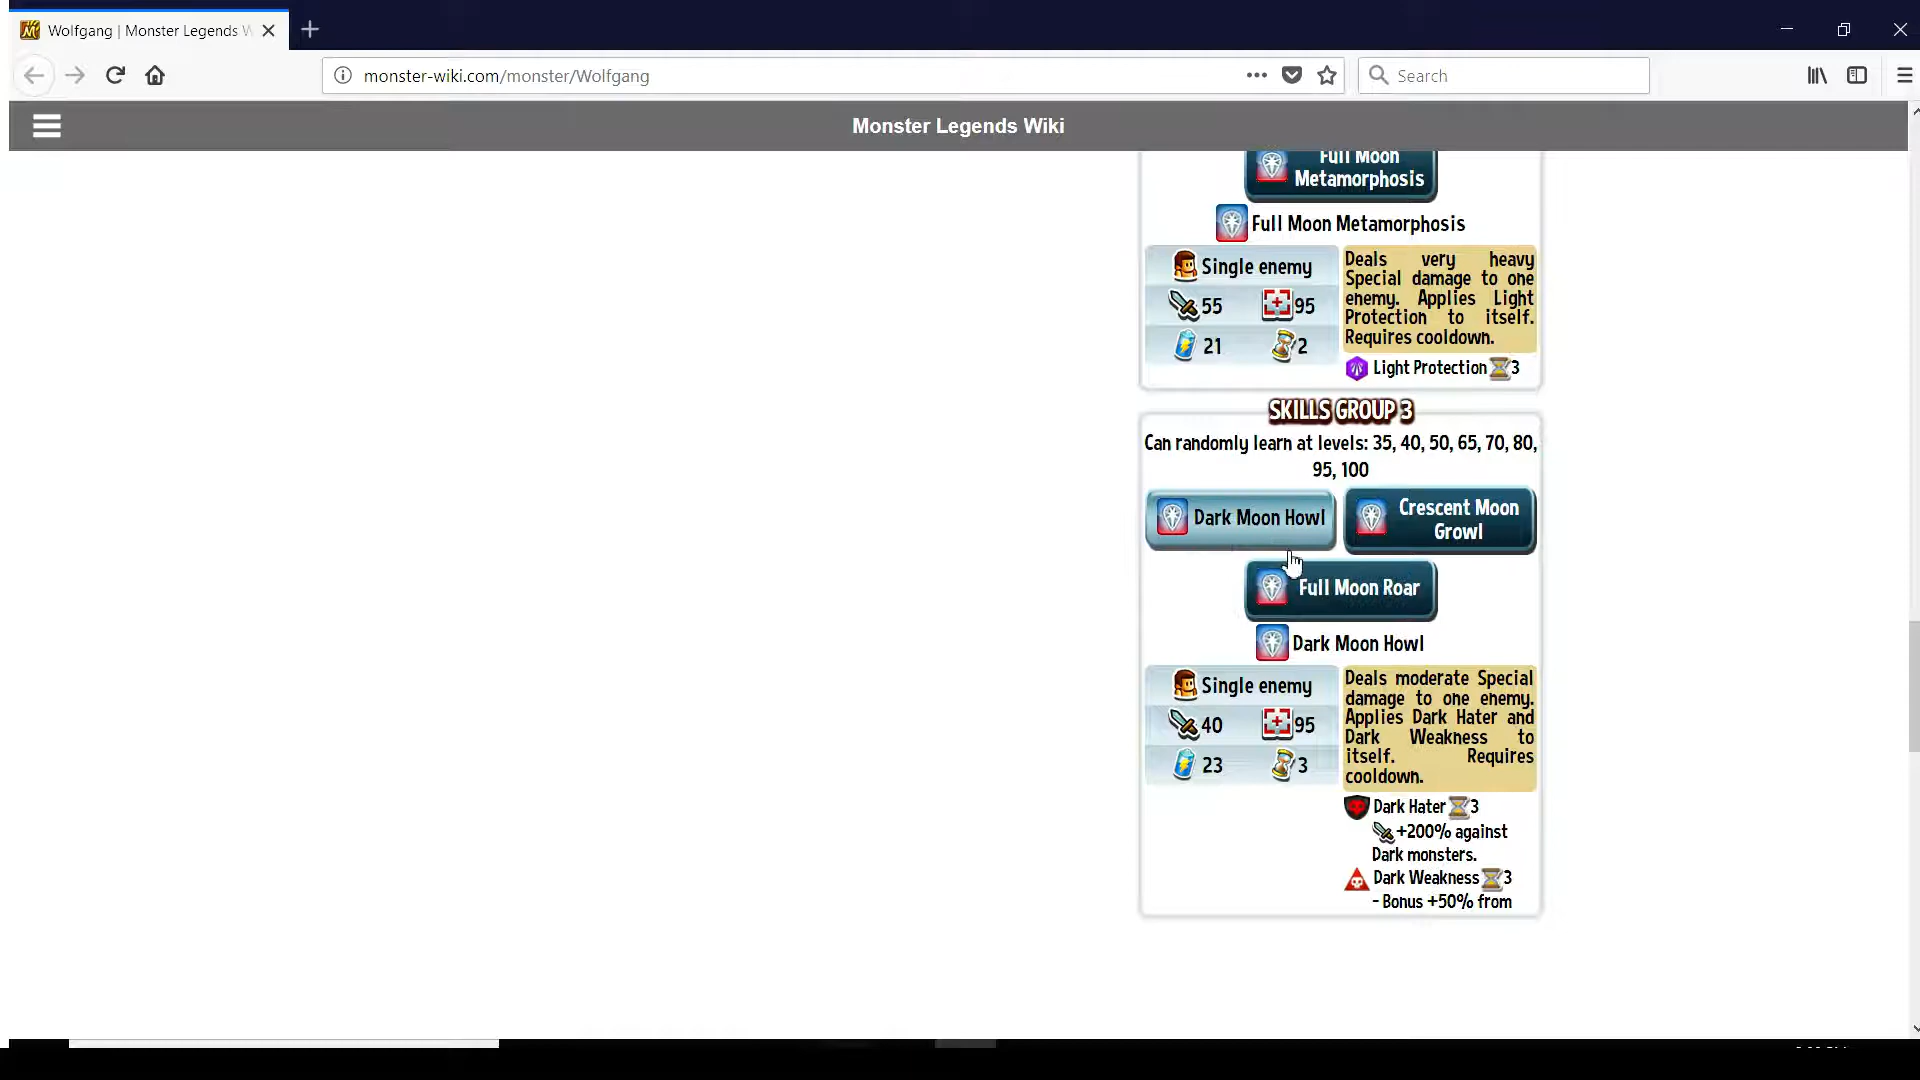 Wolfgang | Monster Legends W
monster-wiki.com/monster/Wolfgang
Search
Monster Legends Wiki
Full Moon
Metamorphosis
Full Moon Metamorphosis
Single enemy
55 95
21 2
Deals very heavy
Special damage to one
enemy. Applies Light
Protection to itself.
Requires cooldown.
Light Protection 3
SKILLS GROUP 3
Can randomly learn at levels: 35, 40, 50, 65, 70, 80,
95, 100
Dark Moon Howl
Crescent Moon
Growl
Full Moon Roar
Dark Moon Howl
Single enemy
40 95
23 3
Deals moderate Special
damage to one enemy.
Applies Dark Hater and
Dark Weakness to
itself. Requires
cooldown.
Dark Hater 3
+200% against
Dark monsters.
Dark Weakness 3
- Bonus +50% from